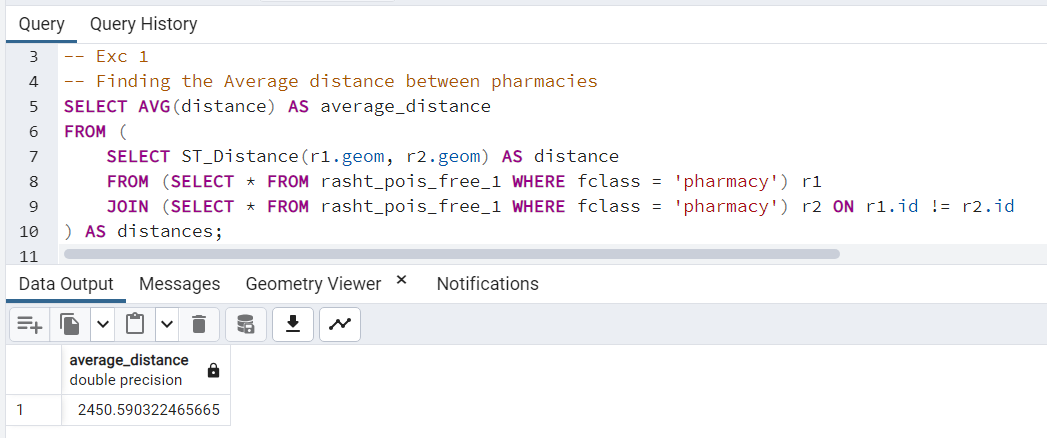 Query Query History
3 -- Exc 1
4 -- Finding the Average distance between pharmacies
5 SELECT AVG(distance) AS average_distance
6 FROM (
7 SELECT ST_Distance(r1.geom, r2.geom) AS distance
8 FROM (SELECT * FROM rasht_pois_free_1 WHERE fclass = 'pharmacy') r1
9 JOIN (SELECT * FROM rasht_pois_free_1 WHERE fclass = 'pharmacy') r2 ON r1.id != r2.id
10 ) AS distances;
11
Data Output Messages Geometry Viewer × Notifications
average_distance
double precision
1 2450.590322465665